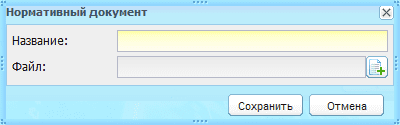 Нормативный документ
Название:
Файл:
Сохранить Отмена